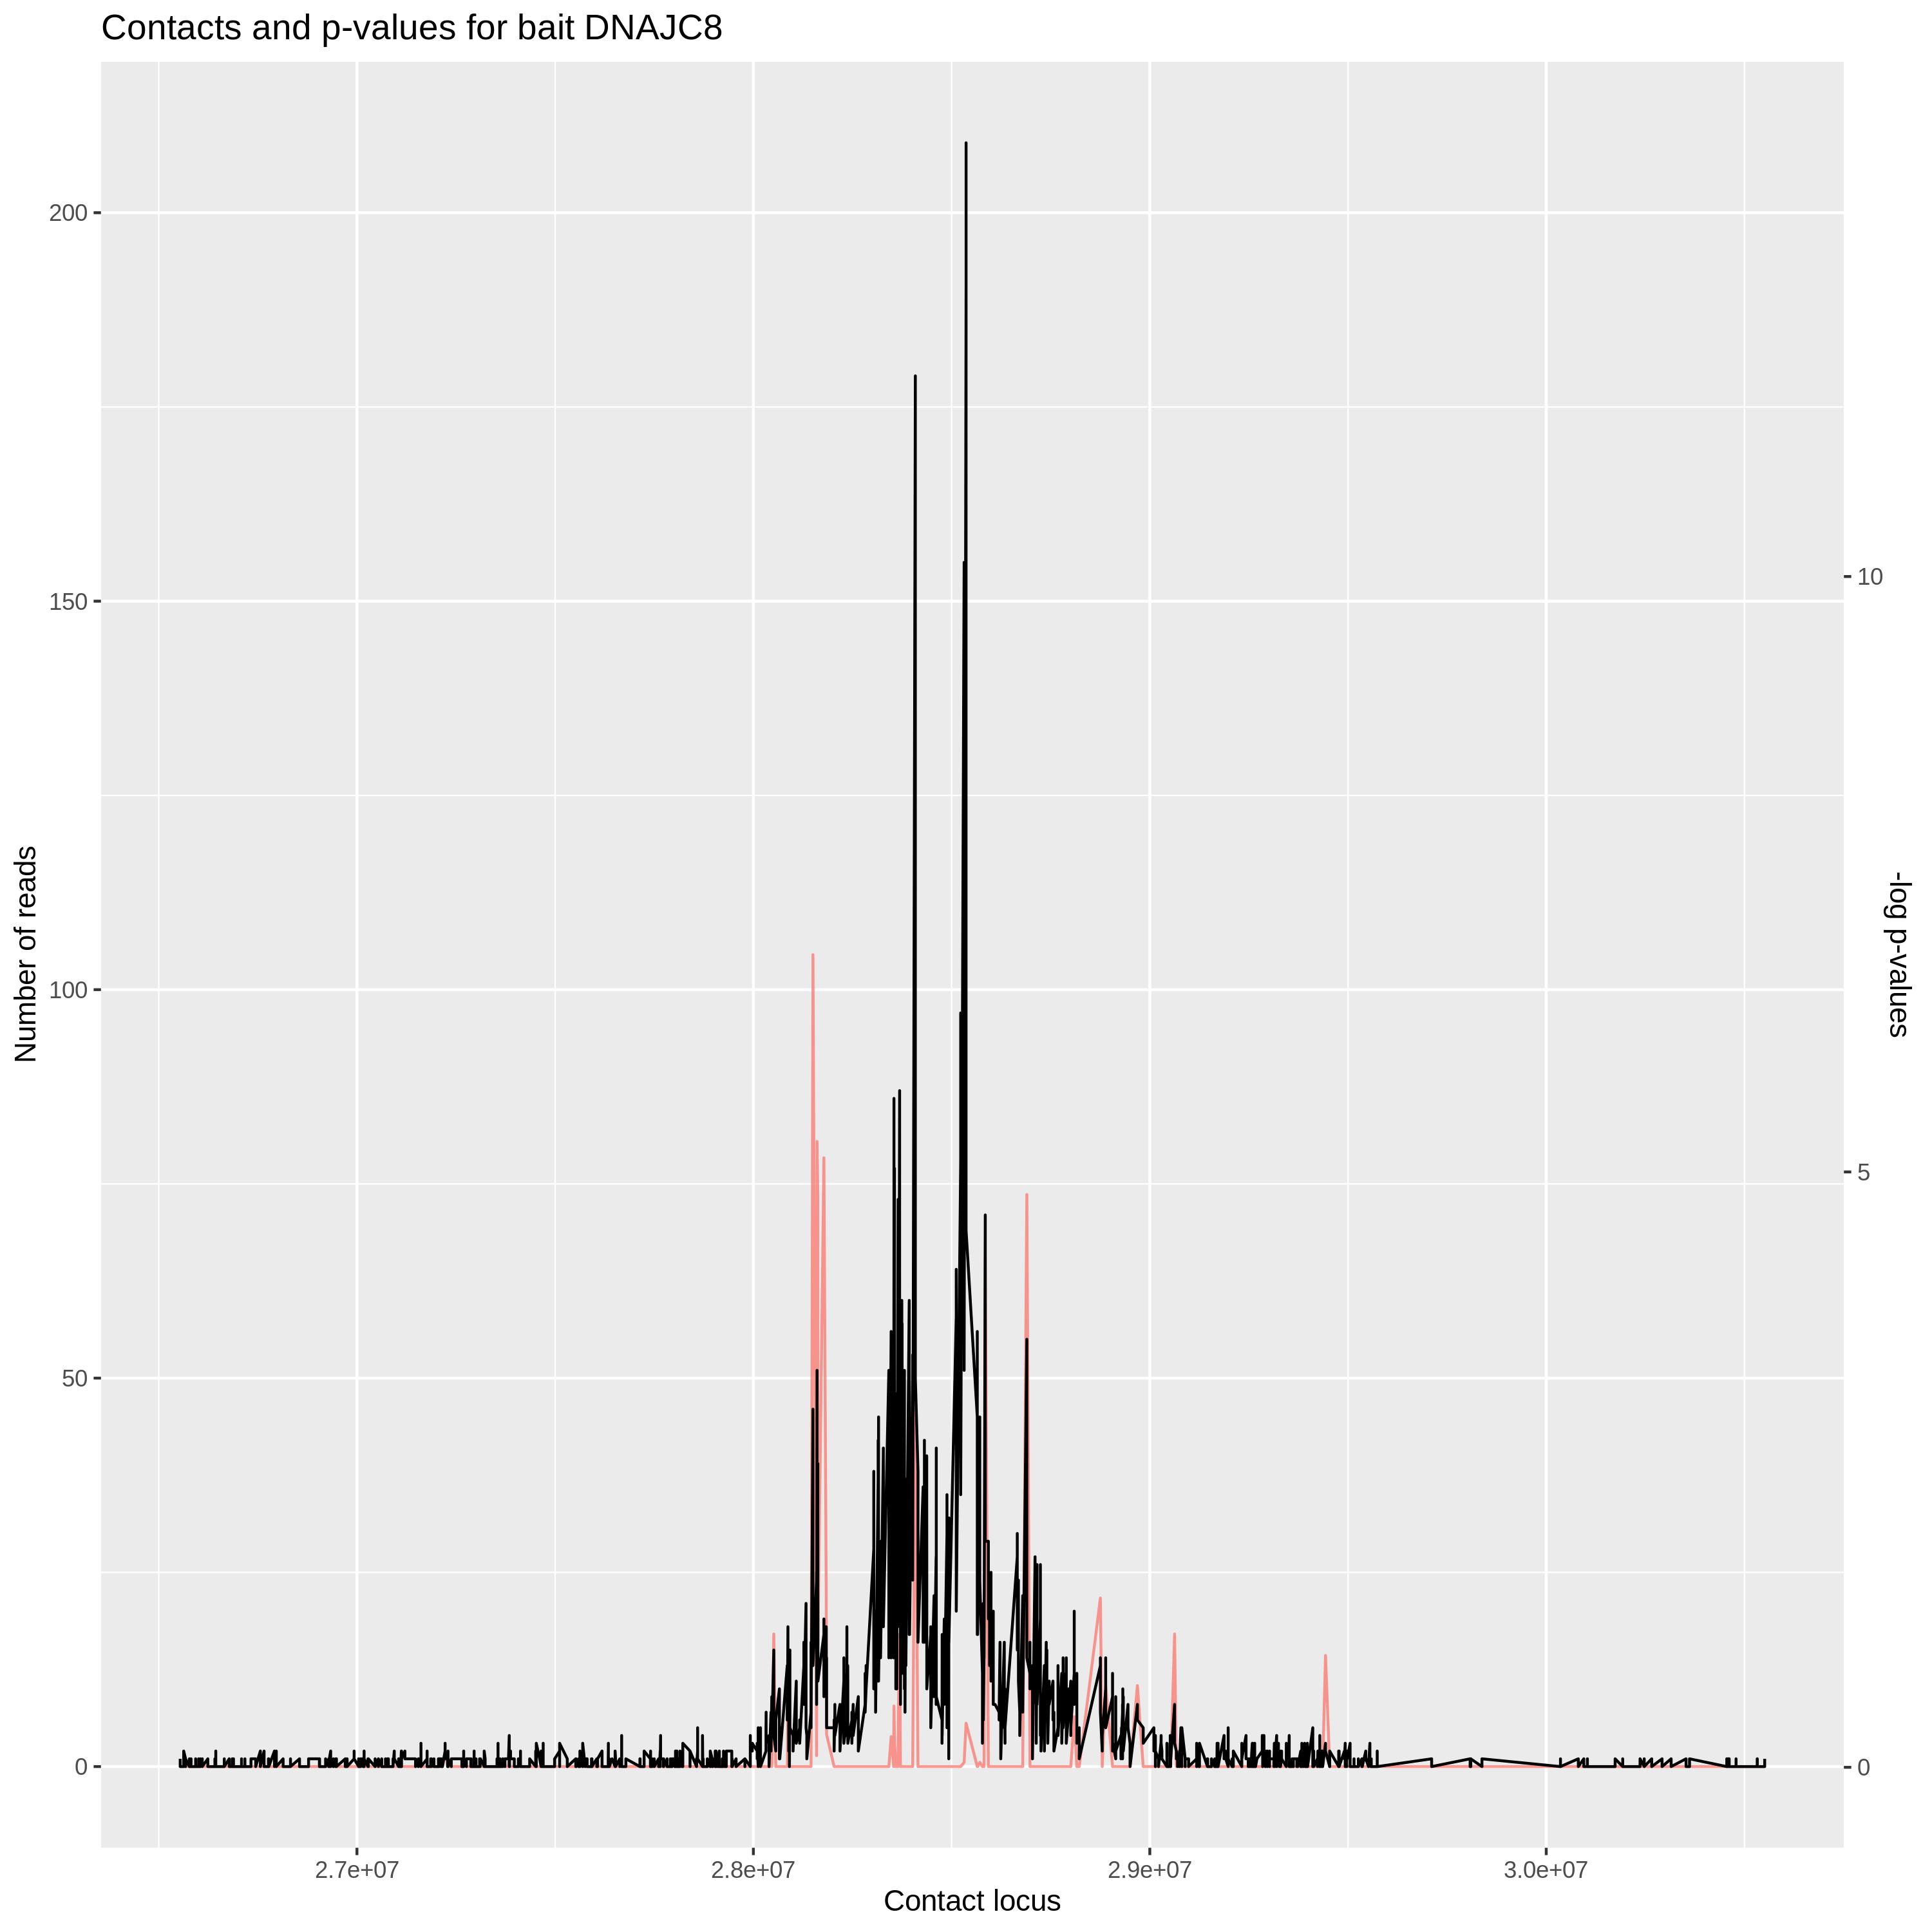 Contacts and p-values for bait DNAJC8
Number of reads
200
150
100
50
0
10
5
0
-log p-values
2.7e+07 2.8e+07 2.9e+07 3.0e+07
Contact locus